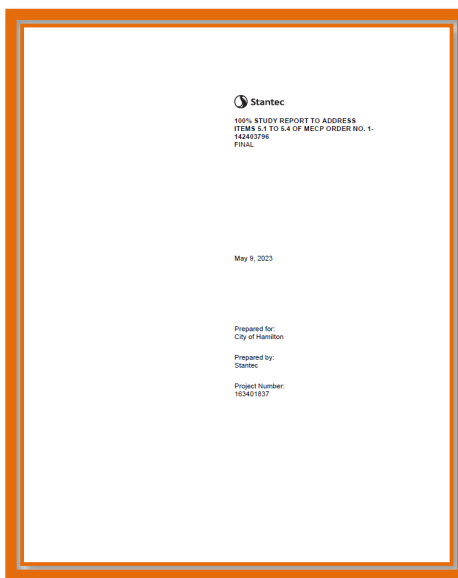 Stantec
100% STUDY REPORT TO ADDRESS
ITEMS 5.1 TO 5.4 OF MECP ORDER NO. 1-
142403796
FINAL
May 9, 2023
Prepared for:
City of Hamilton
Prepared by:
Stantec
Project Number:
163401837